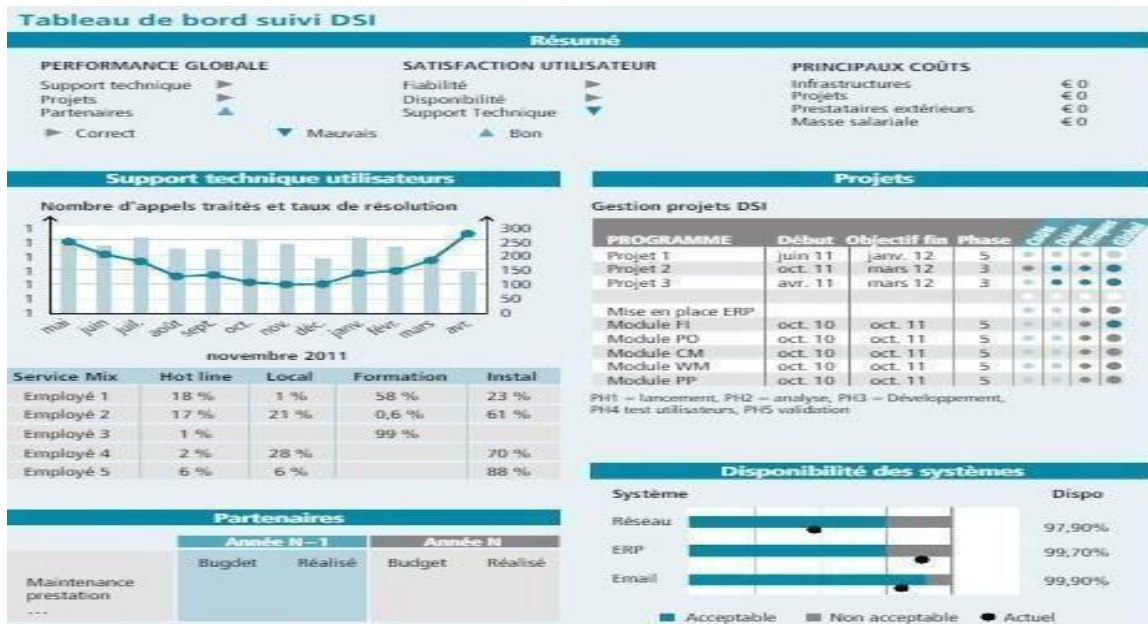 Tableau de bord suivi DSI
Résumé
PERFORMANCE GLOBALE
Support technique
Projets
Partenaires
SATISFACTION UTILISATEUR
Fiabilité
Disponibilité
Support Technique
PRINCIPAUX COÛTS
Infrastructures € 0
Projets € 0
Prestataires extérieurs € 0
Masse salariale € 0
Correct Mauvais Bon
Support technique utilisateurs
Nombre d'appels traités et taux de résolution
1 300
1 250
1 200
1 150
1 100
1 50
1 0
mai juin juil. août sept. oct. nov. déc. janv. févr. mars avr.
novembre 2011
Service Mix Hot line Local Formation Instal
Employé 1 18 % 1 % 58 % 23 %
Employé 2 17 % 21 % 0,6 % 61 %
Employé 3 1 % 99 %
Employé 4 2 % 28 % 70 %
Employé 5 6 % 6 % 88 %
Partenaires
Année N–1 Année N
Bugdet Réalisé Budget Réalisé
Maintenance
prestation
...
Projets
Gestion projets DSI
PROGRAMME Début Objectif fin Phase
Projet 1 juin 11 janv. 12 5
Projet 2 oct. 11 mars 12 3
Projet 3 avr. 11 mars 12 3
Mise en place ERP
Module FI oct. 10 oct. 11 5
Module PO oct. 10 oct. 11 5
Module CM oct. 10 oct. 11 5
Module WM oct. 10 oct. 11 5
Module PP oct. 10 oct. 11 5
PH1 = lancement, PH2 = analyse, PH3 = Développement,
PH4 test utilisateurs, PH5 validation
Disponibilité des systèmes
Système Dispo
Réseau 97,90%
ERP 99,70%
Email 99,90%
Acceptable Non acceptable Actuel